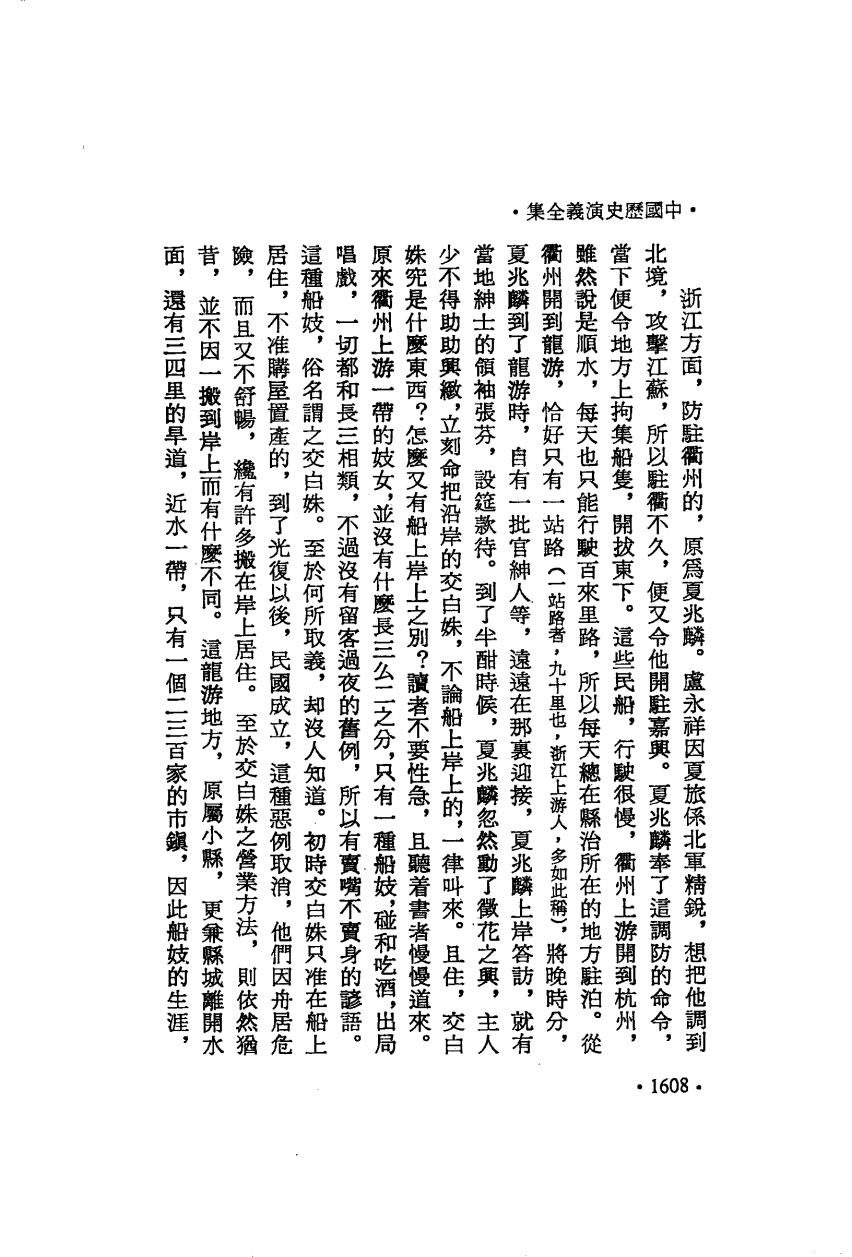 ·中國歷史演義全集·
浙江方面，防駐衢州的，原爲夏兆麟。盧永祥因夏旅係北軍精銳，想把他調到
北境，攻擊江蘇，所以駐衢不久，便又令他開駐嘉興。夏兆麟奉了這調防的命令，
當下便令地方上拘集船隻，開拔東下。這些民船，行駛很慢，衢州上游開到杭州，
雖然說是順水，每天也只能行駛百來里路，所以每天總在縣治所在的地方駐泊。從
衢州開到龍游，恰好只有一站路（一站路者，九十里也，浙江上游人，多如此稱），將晚時分，
夏兆麟到了龍游時，自有一批官紳人等，遠遠在那裏迎接，夏兆麟上岸答訪，就有
當地紳士的領袖張芬，設筵款待。到了半酣時候，夏兆麟忽然動了徵花之興，主人
少不得助助興緻，立刻命把沿岸的交白姝，不論船上岸上的，一律叫來。且住，交白
姝究是什麼東西？怎麼又有船上岸上之別？讀者不要性急，且聽着書者慢慢道來。
原來衢州上游一帶的妓女，並沒有什麼長三么二之分，只有一種船妓，碰和吃酒，出局
唱戲，一切都和長三相類，不過沒有留客過夜的舊例，所以有賣嘴不賣身的諺語。
這種船妓，俗名謂之交白姝。至於何所取義，却沒人知道。初時交白姝只准在船上
居住，不准購屋置產的，到了光復以後，民國成立，這種惡例取消，他們因舟居危
險，而且又不舒暢，纔有許多搬在岸上居住。至於交白姝之營業方法，則依然猶
昔，並不因一搬到岸上而有什麼不同。這龍游地方，原屬小縣，更兼縣城離開水
面，還有三四里的旱道，近水一帶，只有一個二三百家的市鎭，因此船妓的生涯，
·1608·